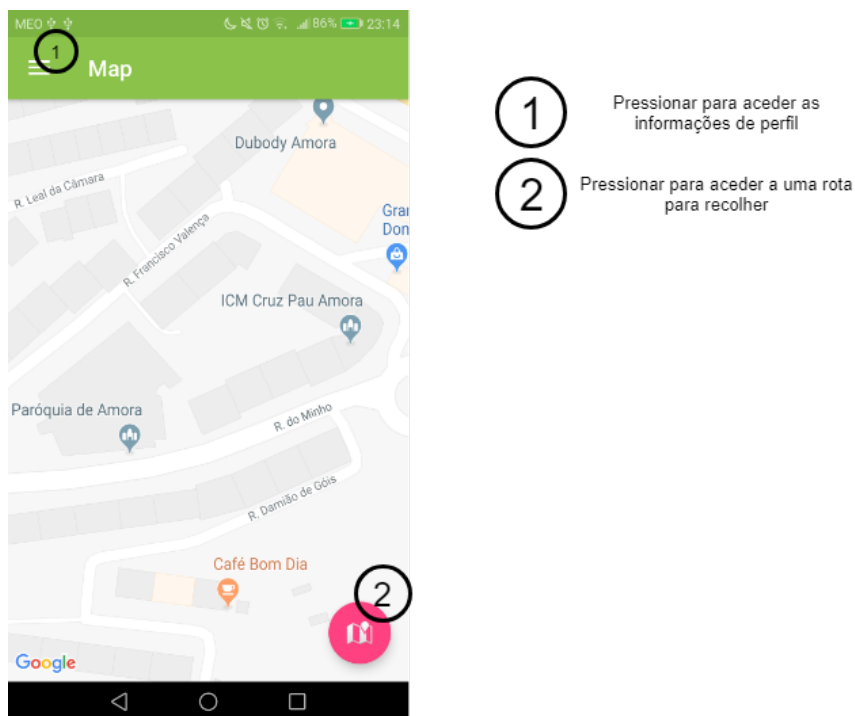 MEO
86%
23:14
1
Map
Dubody Amora
R. Leal da Câmara
R. Francisco Valença
Gran
Don
ICM Cruz Pau Amora
Paróquia de Amora
R. do Minho
R. Damião de Góis
Café Bom Dia
2
Google
1
Pressionar para aceder as
informações de perfil
2
Pressionar para aceder a uma rota
para recolher